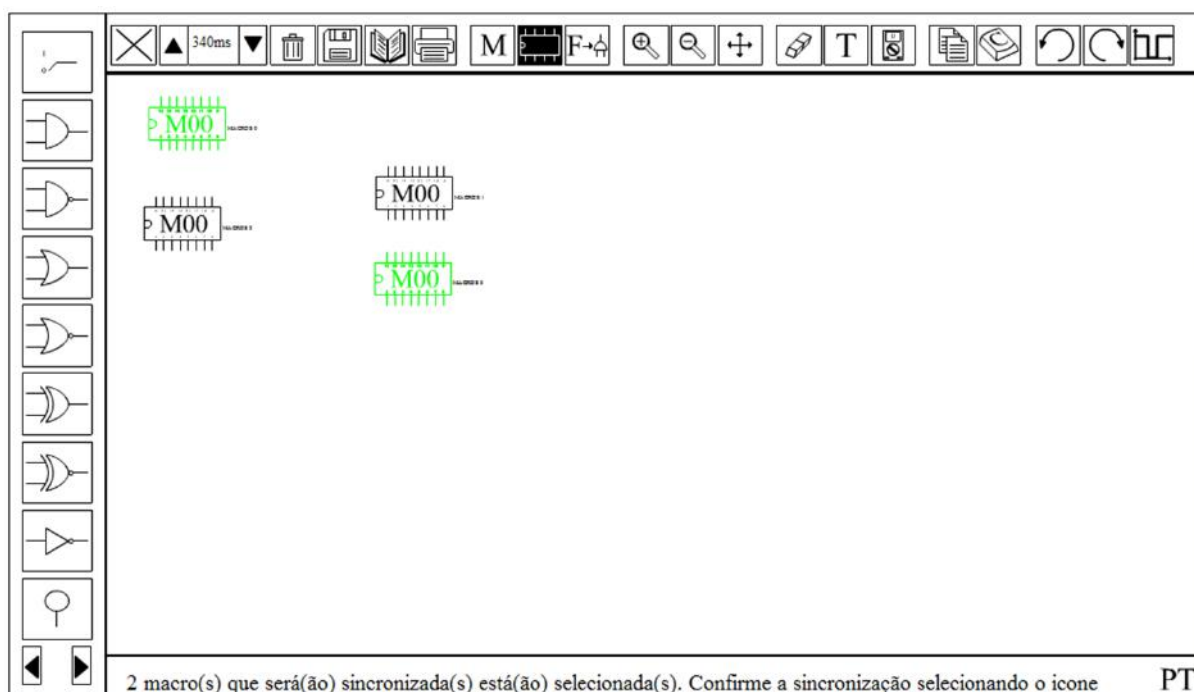 340ms
M
F
T
M00
M00
M00
M00
2 macro(s) que será(ão) sincronizada(s) está(ão) selecionada(s). Confirme a sincronização selecionando o icone
PT